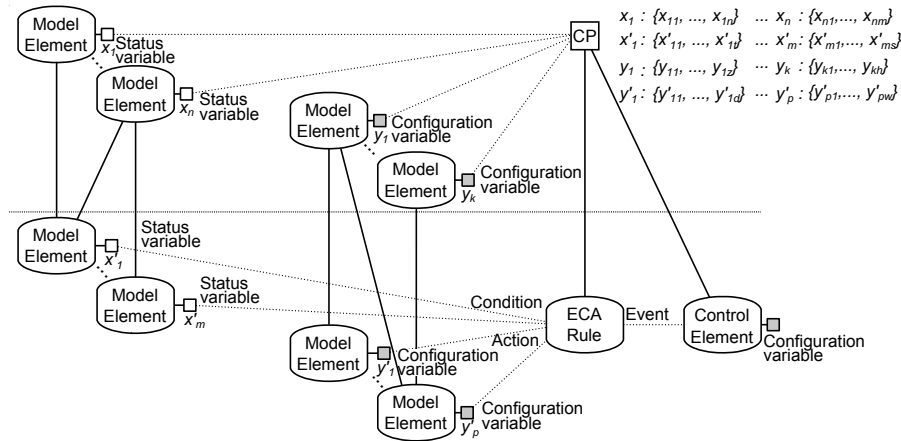 Model
Element
x1
Status
variable
Model
Element
xn
Status
variable
Model
Element
y1
Configuration
variable
Model
Element
yk
Configuration
variable
CP
x1 : {x11, ..., x1n} ... xn : {xn1,..., xnm}
x'1 : {x'11, ..., x'1t} ... x'm : {x'm1,..., x'ms}
y1 : {y11, ..., y1z} ... yk : {yk1,..., ykh}
y'1 : {y'11, ..., y'1d} ... y'p : {y'p1,..., y'pw}
Model
Element
x'1
Status
variable
Model
Element
x'm
Status
variable
Model
Element
y'1
Configuration
variable
Model
Element
y'p
Configuration
variable
Condition
Action
ECA
Rule
Event
Control
Element
Configuration
variable